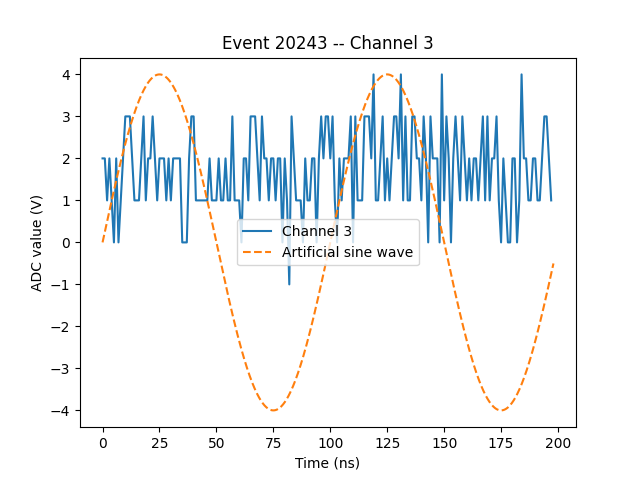 Event 20243 -- Channel 3
ADC value (V)
4
3
2
1
0
−1
−2
−3
−4
Channel 3
Artificial sine wave
0 25 50 75 100 125 150 175 200
Time (ns)